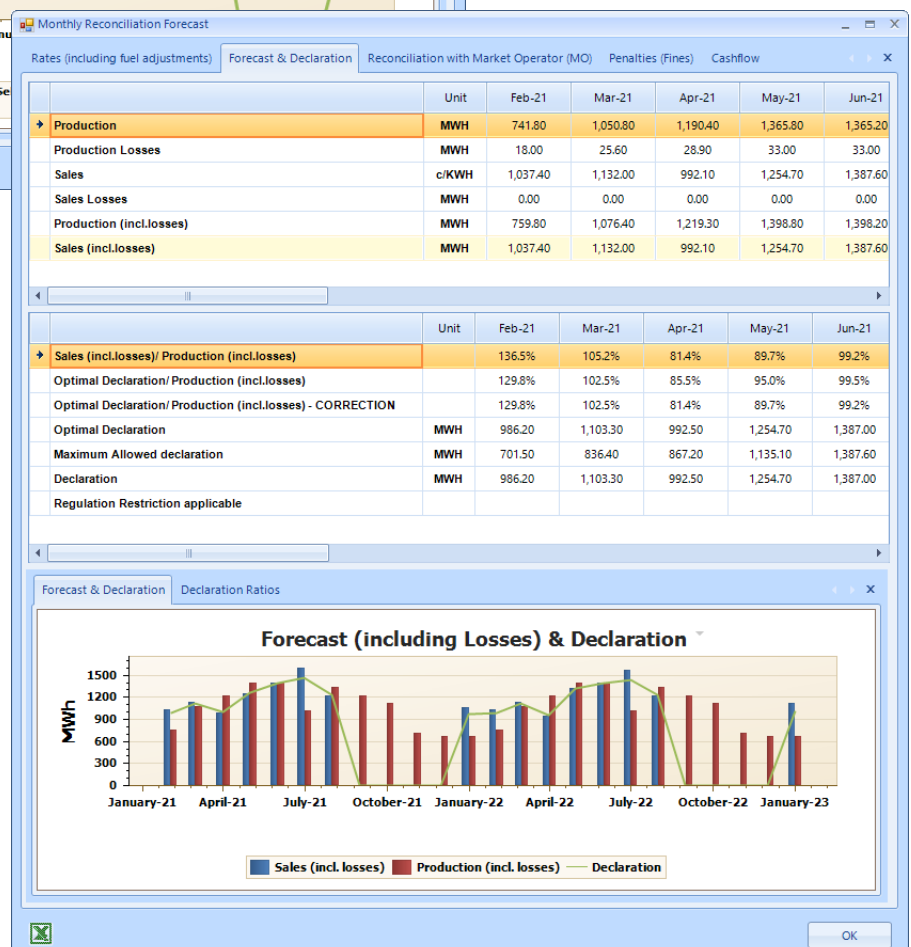 Monthly Reconciliation Forecast
Rates (including fuel adjustments) Forecast & Declaration Reconciliation with Market Operator (MO) Penalties (Fines) Cashflow
Unit Feb-21 Mar-21 Apr-21 May-21 Jun-21
Production MWH 741.80 1,050.80 1,190.40 1,365.80 1,365.20
Production Losses MWH 18.00 25.60 28.90 33.00 33.00
Sales c/KWH 1,037.40 1,132.00 992.10 1,254.70 1,387.60
Sales Losses MWH 0.00 0.00 0.00 0.00 0.00
Production (incl.losses) MWH 759.80 1,076.40 1,219.30 1,398.80 1,398.20
Sales (incl.losses) MWH 1,037.40 1,132.00 992.10 1,254.70 1,387.60
Unit Feb-21 Mar-21 Apr-21 May-21 Jun-21
Sales (incl.losses)/ Production (incl.losses) 136.5% 105.2% 81.4% 89.7% 99.2%
Optimal Declaration/ Production (incl.losses) 129.8% 102.5% 85.5% 95.0% 99.5%
Optimal Declaration/ Production (incl.losses) - CORRECTION 129.8% 102.5% 81.4% 89.7% 99.2%
Optimal Declaration MWH 986.20 1,103.30 992.50 1,254.70 1,387.00
Maximum Allowed declaration MWH 701.50 836.40 867.20 1,135.10 1,387.60
Declaration MWH 986.20 1,103.30 992.50 1,254.70 1,387.00
Regulation Restriction applicable
Forecast & Declaration Declaration Ratios
Forecast (including Losses) & Declaration
MWh
1500
1200
900
600
300
0
January-21 April-21 July-21 October-21 January-22 April-22 July-22 October-22 January-23
Sales (incl. losses) Production (incl. losses) Declaration
OK